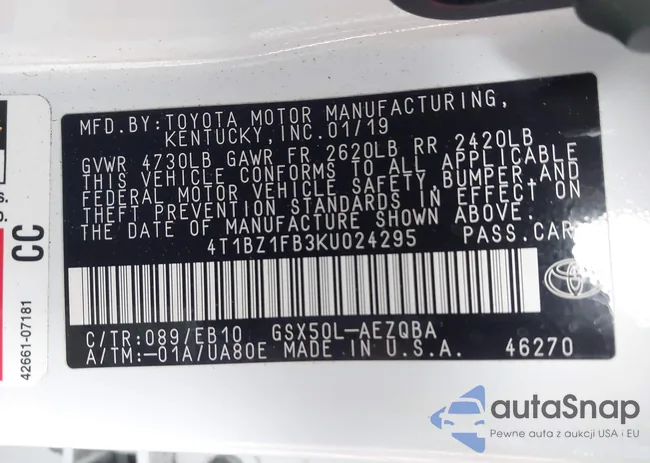 MFD.BY:TOYOTA MOTOR MANUFACTURING,
KENTUCKY, INC.01/19
GVWR 4730LB GAWR FR 2620LB RR 2420LB
THIS VEHICLE CONFORMS TO ALL APPLICABLE
FEDERAL MOTOR VEHICLE SAFETY,BUMPER,AND
THEFT PREVENTION STANDARDS IN EFFECT ON
THE DATE OF MANUFACTURE SHOWN ABOVE.
4T1BZ1FB3KU024295 PASS.CAR
C/TR:089/EB10 GSX50L-AEZQBA
A/TM:-01A/UA80E MADE IN U.S.A. 46270
CC
42661-07181
autoSnap
Pewne auta z aukcji USA i EU